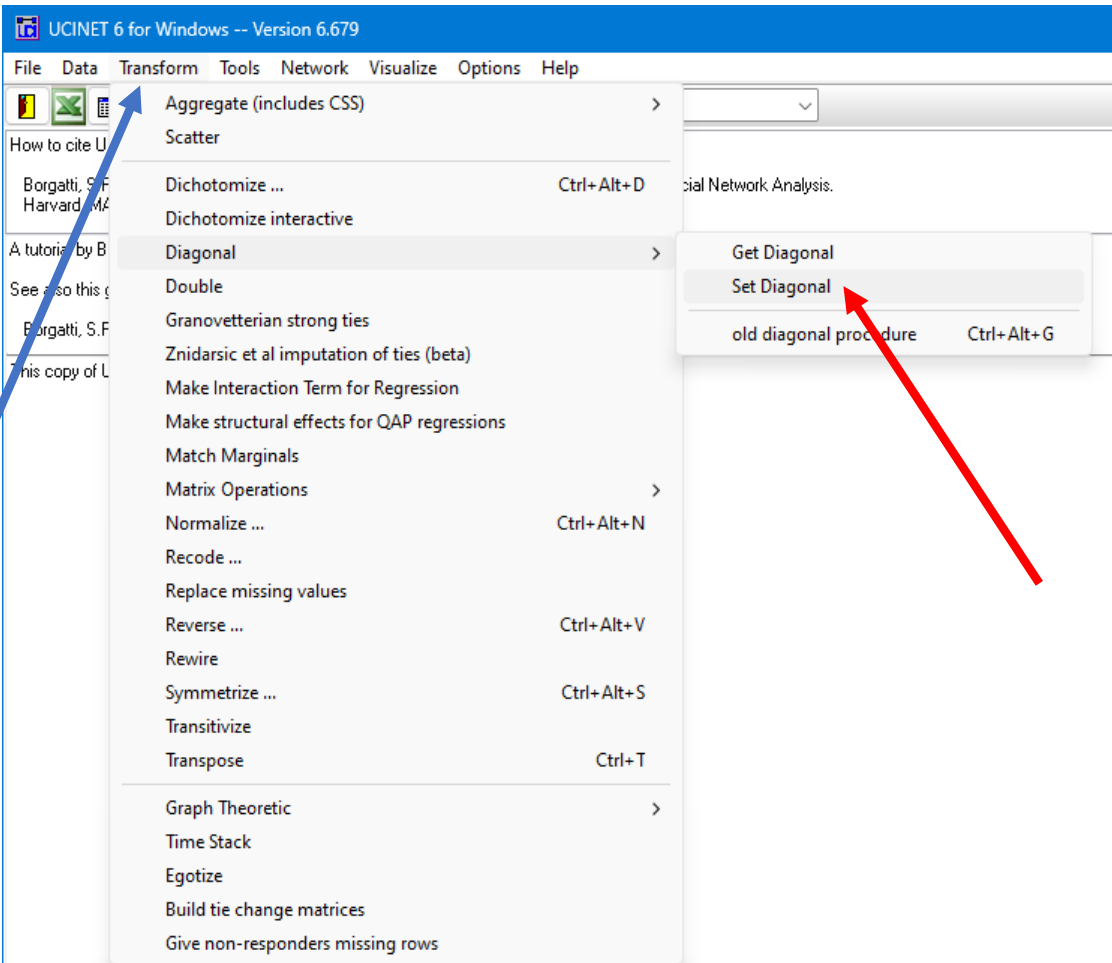 UCINET 6 for Windows -- Version 6.679
File Data Transform Tools Network Visualize Options Help
Aggregate (includes CSS)
How to cite U
Scatter
Borgatti, S.F
Dichotomize ... Ctrl+Alt+D
cial Network Analysis.
Harvard, MA
Dichotomize interactive
A tutorial by B
Diagonal
Get Diagonal
See also this g
Double
Set Diagonal
Borgatti, S.F
Granovetterian strong ties
old diagonal procedure Ctrl+Alt+G
Znidarsic et al imputation of ties (beta)
This copy of U
Make Interaction Term for Regression
Make structural effects for QAP regressions
Match Marginals
Matrix Operations
Normalize ... Ctrl+Alt+N
Recode ...
Replace missing values
Reverse ... Ctrl+Alt+V
Rewire
Symmetrize ... Ctrl+Alt+S
Transitivize
Transpose Ctrl+T
Graph Theoretic
Time Stack
Egotize
Build tie change matrices
Give non-responders missing rows